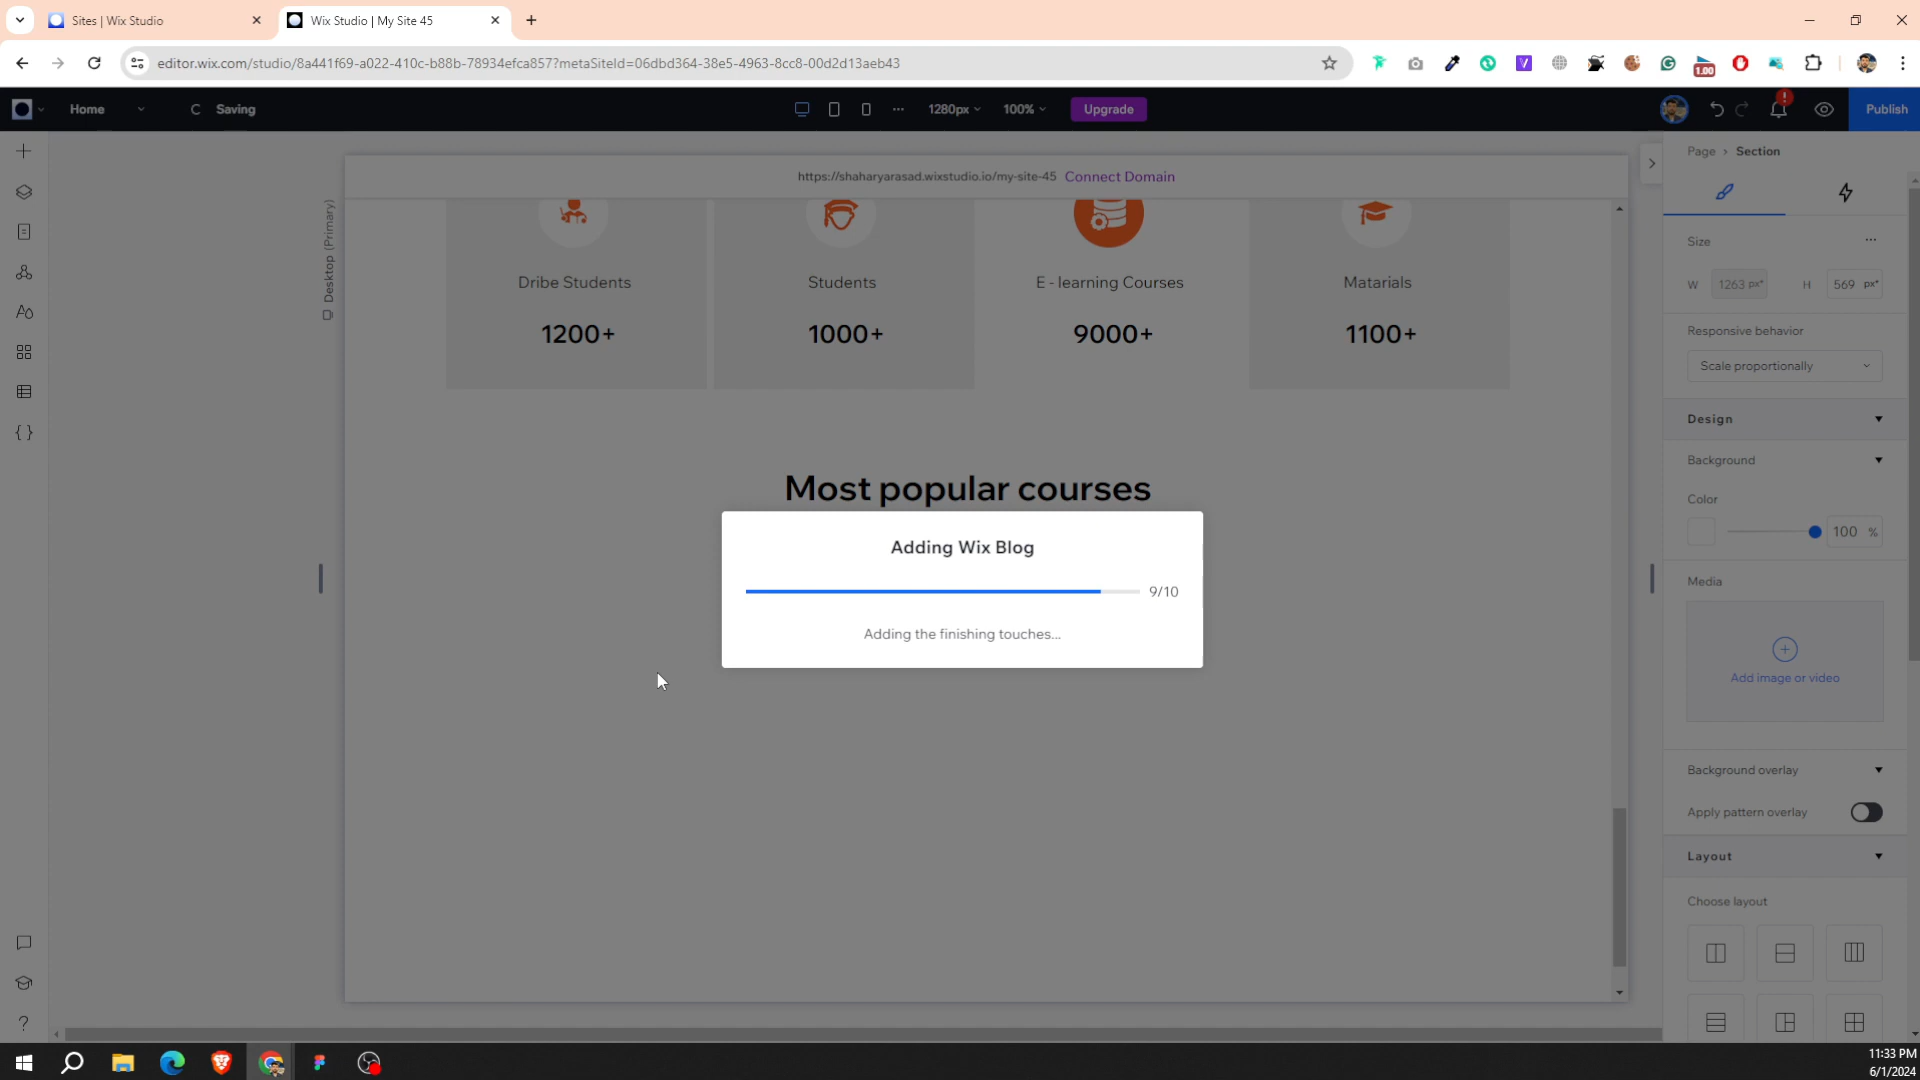 Sites | Wix Studio
Wix Studio | My Site 45
editor.wix.com/studio/8a441f69-a022-410c-b88b-78934efca857?metaSiteId=06dbd364-38e5-4963-8cc8-00d2d13aeb43
1.00
Home
Saving
1280px
100%
Upgrade
Publish
Page > Section
https://shaharyarasad.wixstudio.io/my-site-45 Connect Domain
Desktop (Primary)
Dribe Students
Students
E - learning Courses
Matarials
1200+
1000+
9000+
1100+
Most popular courses
Adding Wix Blog
9/10
Adding the finishing touches...
Size
W 1263 px*
H 569 px*
Responsive behavior
Scale proportionally
Design
Background
Color
100 %
Media
Add image or video
Background overlay
Apply pattern overlay
Layout
Choose layout
11:33 PM
6/1/2024